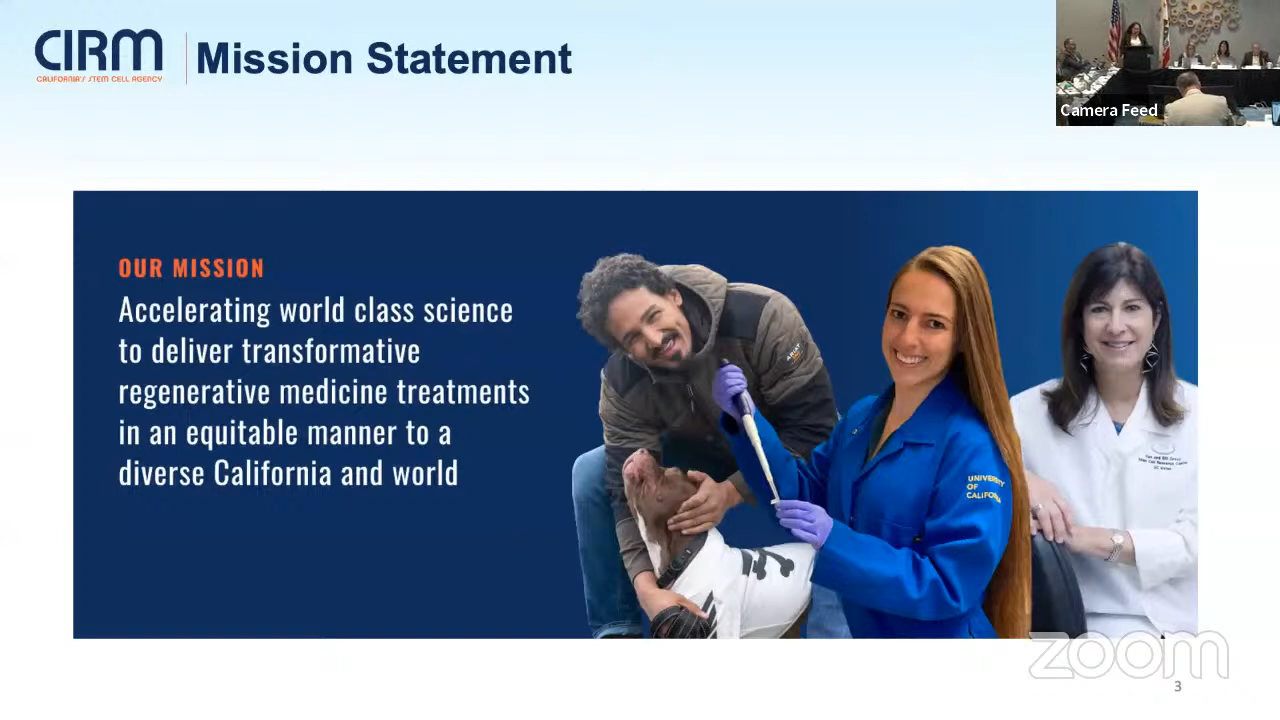 CIRM
CALIFORNIA'S STEM CELL AGENCY
Mission Statement
Camera Feed
OUR MISSION
Accelerating world class science
to deliver transformative
regenerative medicine treatments
in an equitable manner to a
diverse California and world
ARIAT
UNIVERSITY
OF
CALIFORNIA
zoom
3